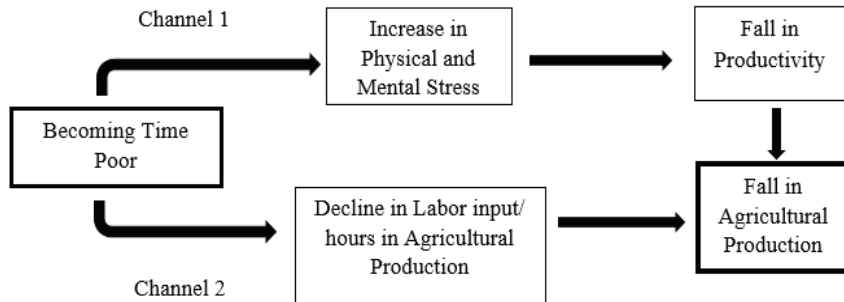 Channel 1
Increase in
Physical and
Mental Stress
Fall in
Productivity
Becoming Time
Poor
Decline in Labor input/
hours in Agricultural
Production
Fall in
Agricultural
Production
Channel 2